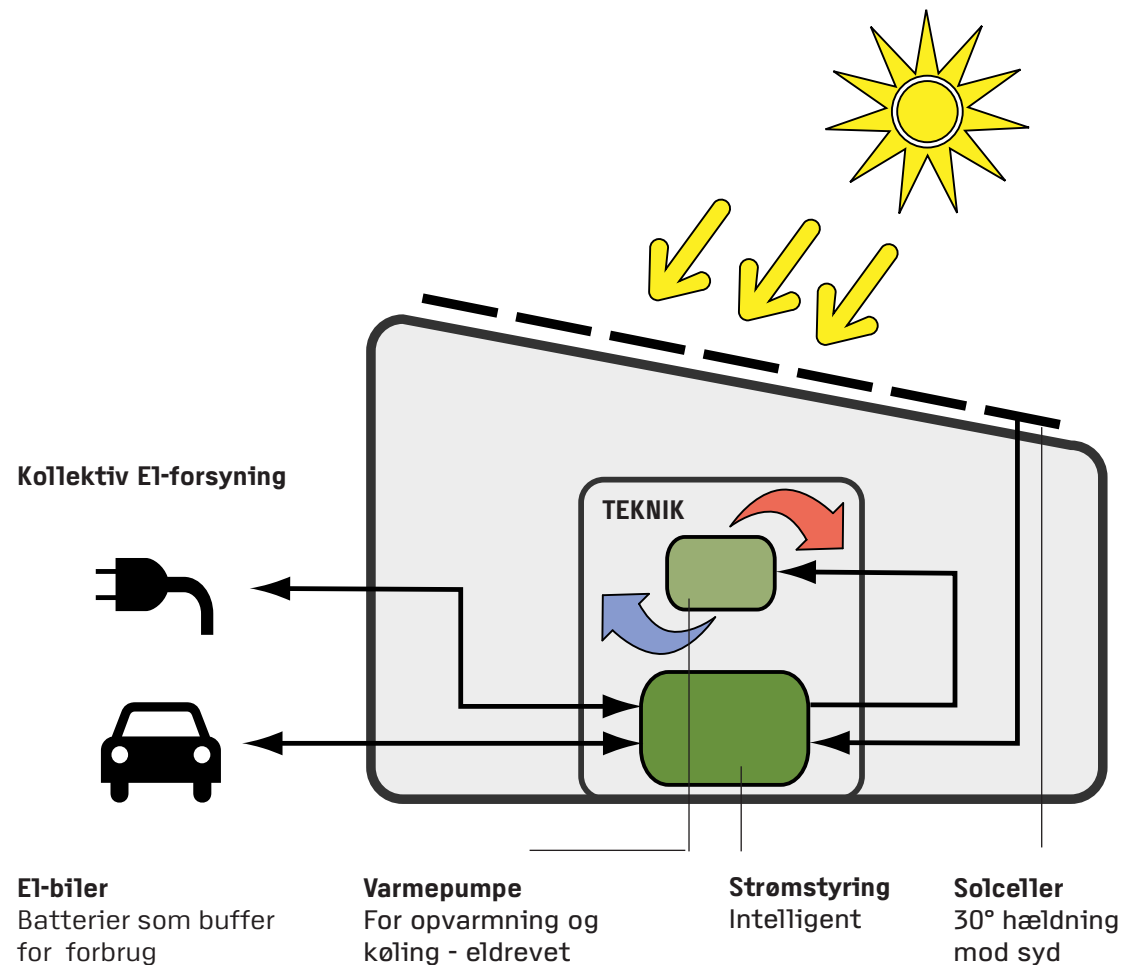 Kollektiv El-forsyning
TEKNIK
El-biler
Batterier som buffer
for forbrug
Varmepumpe
For opvarmning og
køling - eldrevet
Strømstyring
Intelligent
Solceller
30° hældning
mod syd